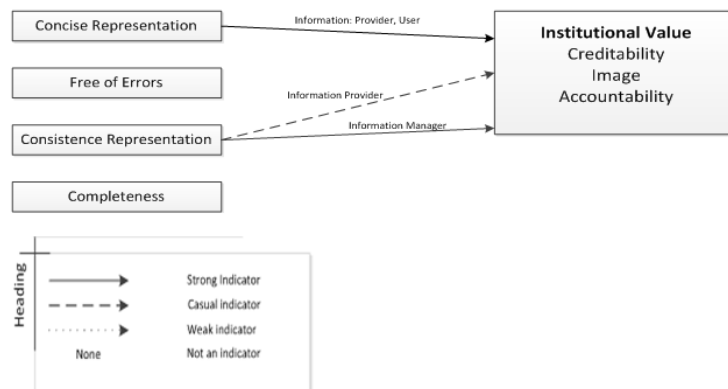 Concise Representation
Information: Provider, User
Institutional Value
Creditability
Image
Accountability
Free of Errors
Information Provider
Consistence Representation
Information Manager
Completeness
Heading
Strong Indicator
Casual indicator
Weak indicator
None Not an indicator